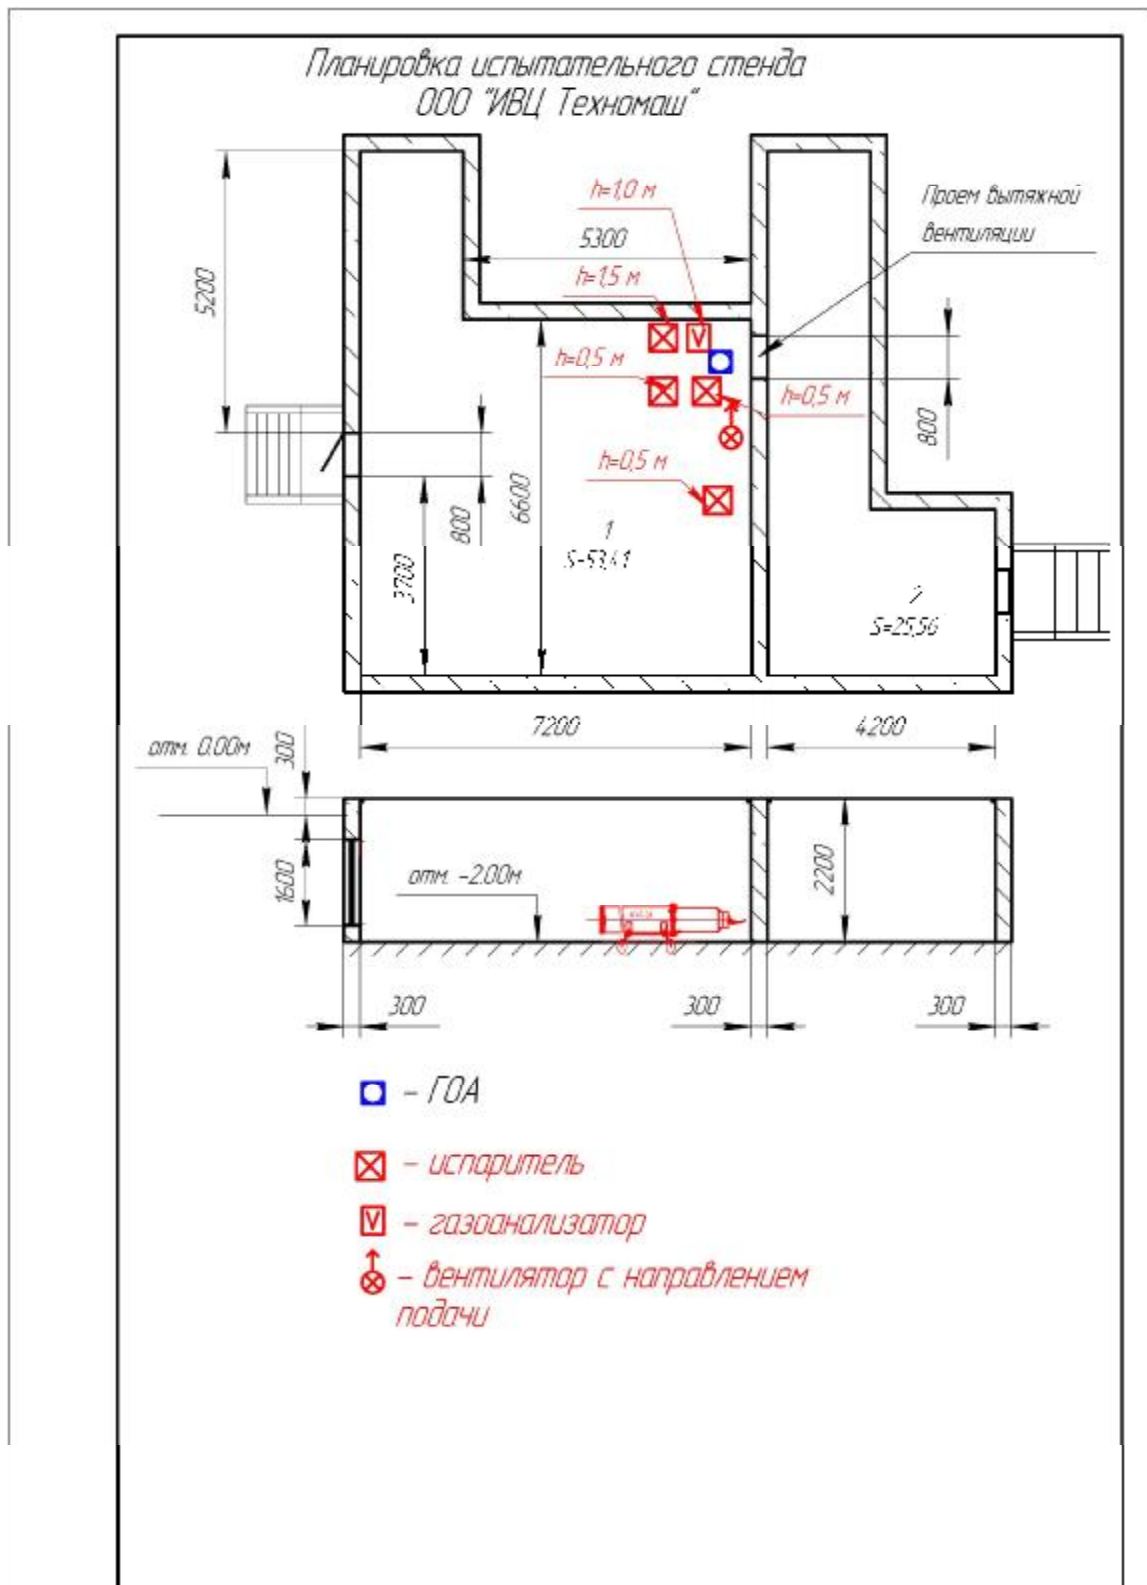 Планировка испытательного стенда
ООО "ИВЦ Техномаш"
h=1,0 м
Проем вытяжной
вентиляции
5300
h=1,5 м
5200
h=0,5 м
h=0,5 м
800
800
h=0,5 м
6600
3700
1
S=53,41
2
S=25,56
7200
4200
отм. 0.00м
300
1600
отм. -2.00м
2200
300
300
300
- ГОА
- испаритель
V - газоанализатор
- вентилятор с направлением
подачи